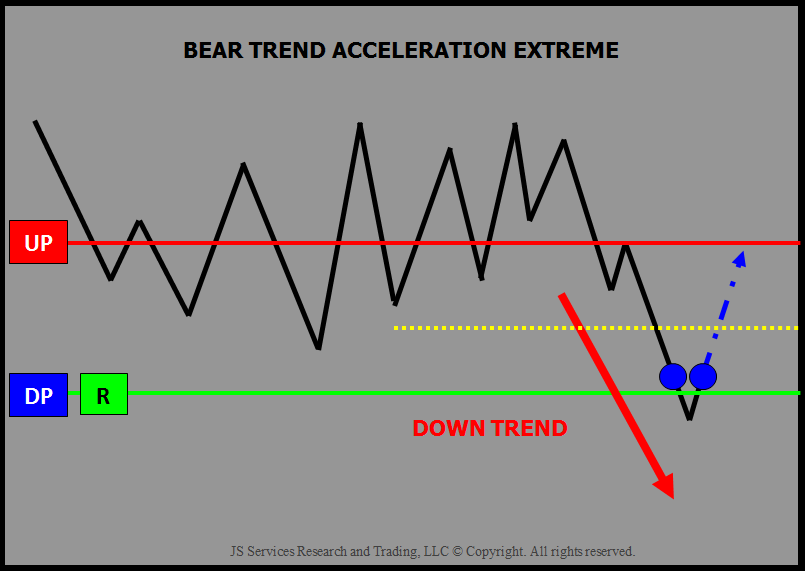 BEAR TREND ACCELERATION EXTREME
UP
DP R
DOWN TREND
JS Services Research and Trading, LLC © Copyright. All rights reserved.